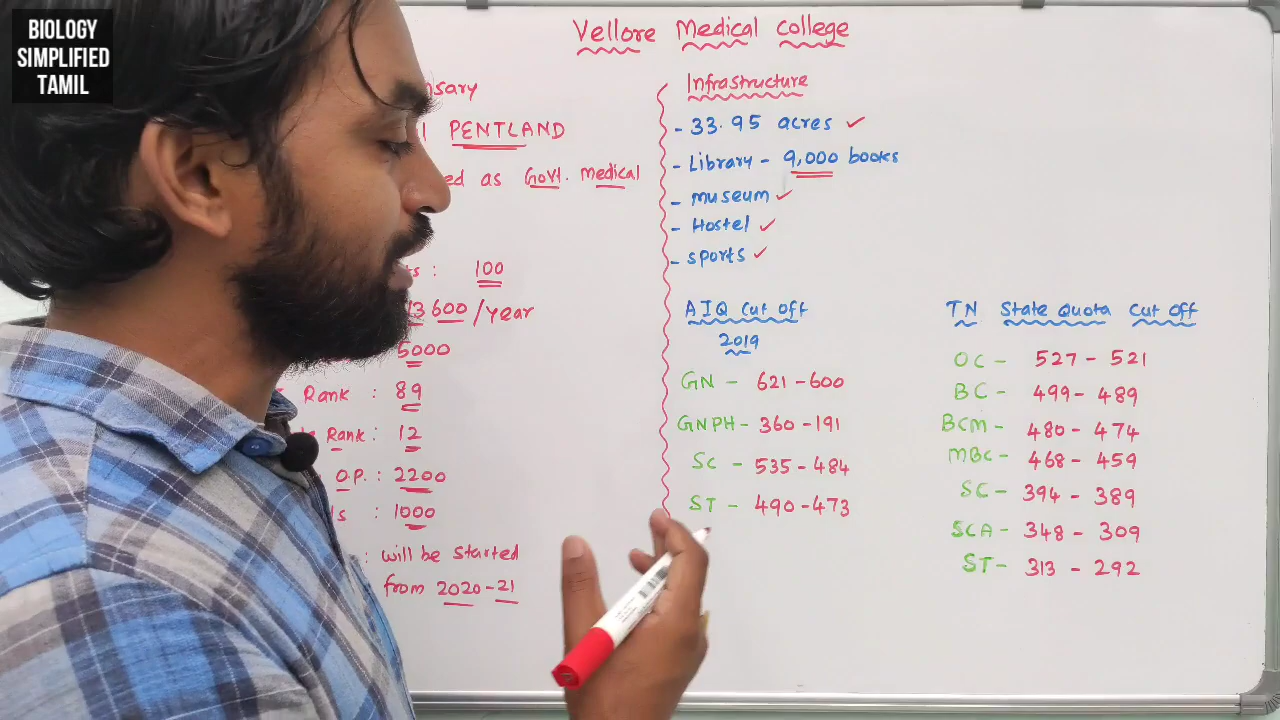 BIOLOGY
SIMPLIFIED
TAMIL
Vellore Medical college
PENTLAND
as Govt. Medical
100
600/year
5000
Rank : 89
Rank : 12
O.P. : 2200
: 1000
: will be started
from 2020-21
Infrastructure
- 33.95 acres ✓
- Library - 9,000 books
- museum ✓
- Hostel ✓
- sports ✓
AIQ cut off
2019
GN - 621-600
GNPH - 360-191
SC - 535-484
ST - 490-473
TN State Quota Cut Off
OC - 527 - 521
BC - 499 - 489
BCM - 480 - 474
MBC - 468 - 459
SC - 394 - 389
SCA - 348 - 309
ST - 313 - 292